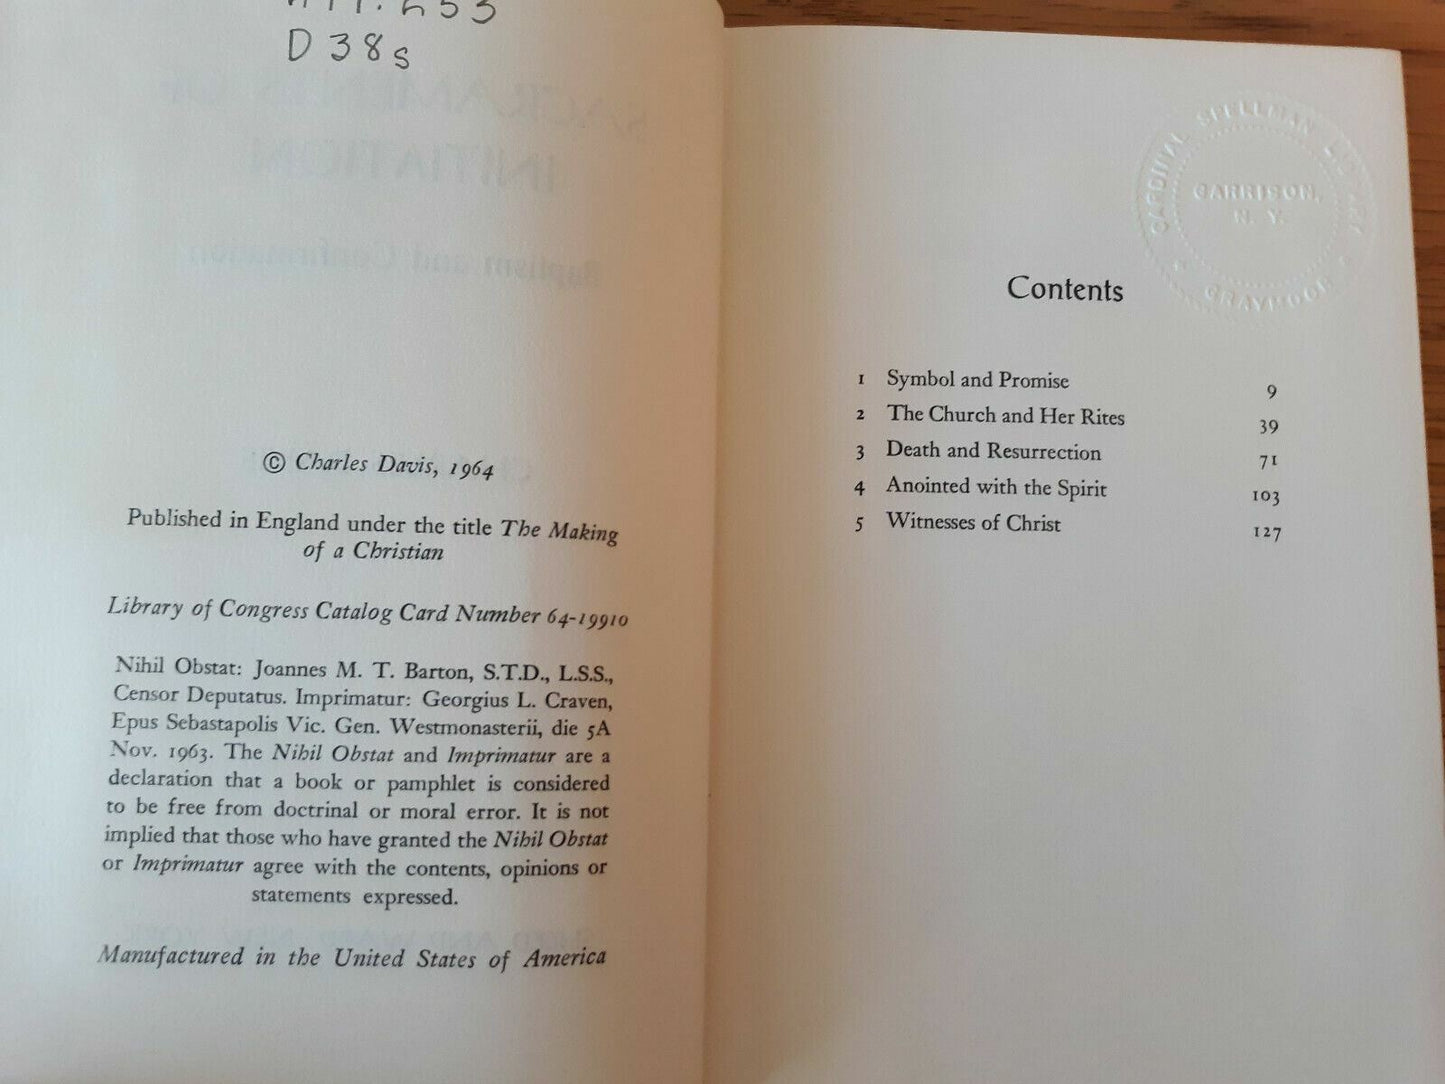 D 38s
© Charles Davis, 1964
Published in England under the title The Making
of a Christian
Library of Congress Catalog Card Number 64-19910
Nihil Obstat: Joannes M. T. Barton, S.T.D., L.S.S.,
Censor Deputatus. Imprimatur: Georgius L. Craven,
Epus Sebastapolis Vic. Gen. Westmonasterii, die 5A
Nov. 1963. The Nihil Obstat and Imprimatur are a
declaration that a book or pamphlet is considered
to be free from doctrinal or moral error. It is not
implied that those who have granted the Nihil Obstat
or Imprimatur agree with the contents, opinions or
statements expressed.
Manufactured in the United States of America
CARDINAL SPELLMAN LIBRARY
GARRISON,
N. Y.
GRAYMOOR
Contents
1 Symbol and Promise 9
2 The Church and Her Rites 39
3 Death and Resurrection 71
4 Anointed with the Spirit 103
5 Witnesses of Christ 127